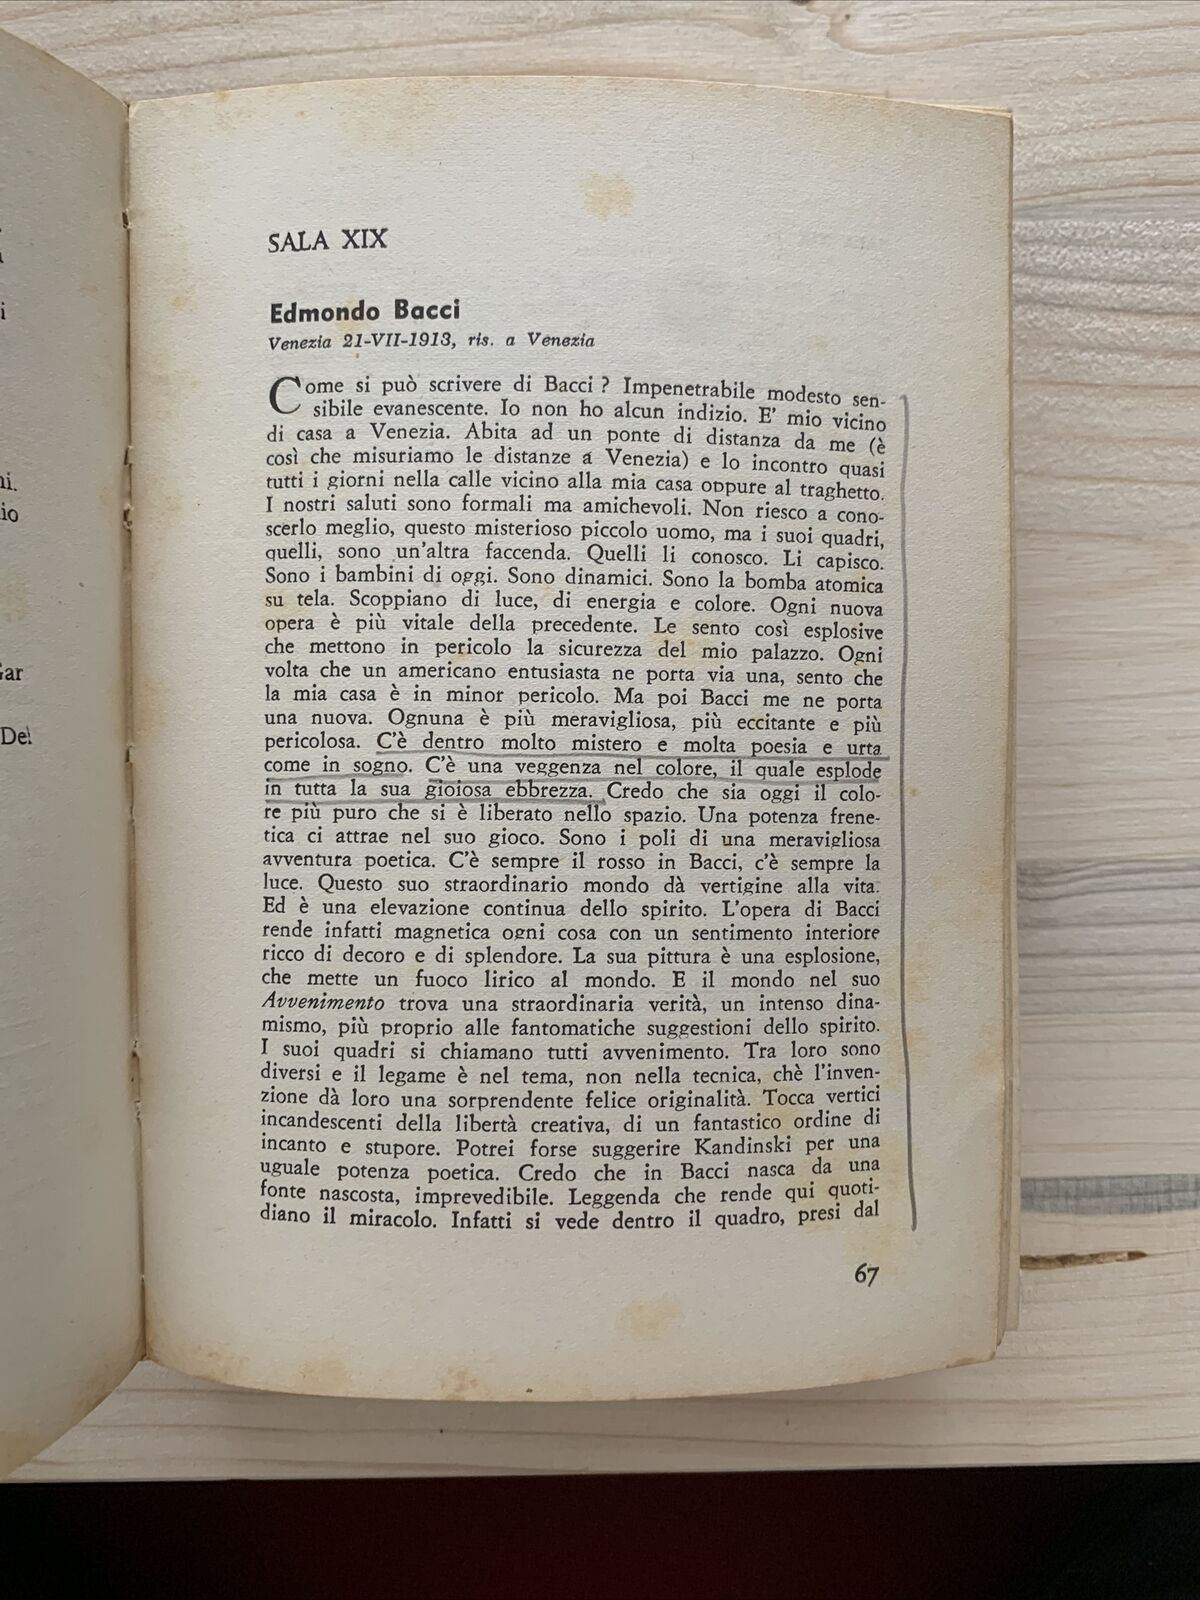 i
ni.
io
Gar
Del
SALA XIX
Edmondo Bacci
Venezia 21-VII-1913, ris. a Venezia
Come si può scrivere di Bacci ? Impenetrabile modesto sen-
sibile evanescente. Io non ho alcun indizio. E' mio vicino
di casa a Venezia. Abita ad un ponte di distanza da me (è
così che misuriamo le distanze a Venezia) e lo incontro quasi
tutti i giorni nella calle vicino alla mia casa oppure al traghetto.
I nostri saluti sono formali ma amichevoli. Non riesco a cono-
scerlo meglio, questo misterioso piccolo uomo, ma i suoi quadri,
quelli, sono un'altra faccenda. Quelli li conosco. Li capisco.
Sono i bambini di oggi. Sono dinamici. Sono la bomba atomica
su tela. Scoppiano di luce, di energia e colore. Ogni nuova
opera è più vitale della precedente. Le sento così esplosive
che mettono in pericolo la sicurezza del mio palazzo. Ogni
volta che un americano entusiasta ne porta via una, sento che
la mia casa è in minor pericolo. Ma poi Bacci me ne porta
una nuova. Ognuna è più meravigliosa, più eccitante e più
pericolosa. C'è dentro molto mistero e molta poesia e urta
come in sogno. C'è una veggenza nel colore, il quale esplode
in tutta la sua gioiosa ebbrezza. Credo che sia oggi il colo-
re più puro che si è liberato nello spazio. Una potenza frene-
tica ci attrae nel suo gioco. Sono i poli di una meravigliosa
avventura poetica. C'è sempre il rosso in Bacci, c'è sempre la
luce. Questo suo straordinario mondo dà vertigine alla vita.
Ed è una elevazione continua dello spirito. L'opera di Bacci
rende infatti magnetica ogni cosa con un sentimento interiore
ricco di decoro e di splendore. La sua pittura è una esplosione,
che mette un fuoco lirico al mondo. E il mondo nel suo
Avvenimento trova una straordinaria verità, un intenso dina-
mismo, più proprio alle fantomatiche suggestioni dello spirito.
I suoi quadri si chiamano tutti avvenimento. Tra loro sono
diversi e il legame è nel tema, non nella tecnica, chè l'inven-
zione dà loro una sorprendente felice originalità. Tocca vertici
incandescenti della libertà creativa, di un fantastico ordine di
incanto e stupore. Potrei forse suggerire Kandinski per una
uguale potenza poetica. Credo che in Bacci nasca da una
fonte nascosta, imprevedibile. Leggenda che rende qui quoti-
diano il miracolo. Infatti si vede dentro il quadro, presi dal
67